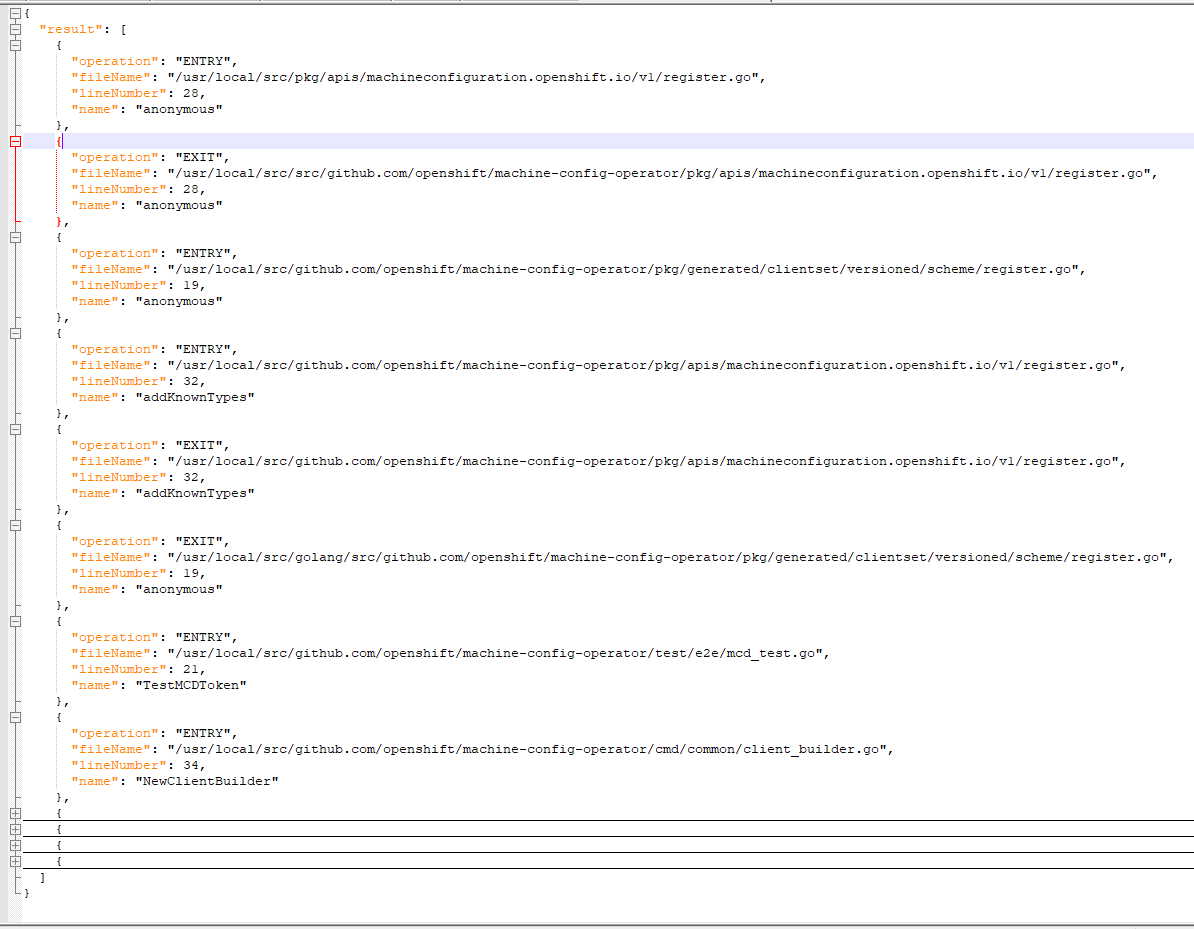 {
"result": [
{
"operation": "ENTRY",
"fileName": "/usr/local/src/pkg/apis/machineconfiguration.openshift.io/v1/register.go",
"lineNumber": 28,
"name": "anonymous"
},
{
"operation": "EXIT",
"fileName": "/usr/local/src/src/github.com/openshift/machine-config-operator/pkg/apis/machineconfiguration.openshift.io/v1/register.go",
"lineNumber": 28,
"name": "anonymous"
},
{
"operation": "ENTRY",
"fileName": "/usr/local/src/github.com/openshift/machine-config-operator/pkg/generated/clientset/versioned/scheme/register.go",
"lineNumber": 19,
"name": "anonymous"
},
{
"operation": "ENTRY",
"fileName": "/usr/local/src/github.com/openshift/machine-config-operator/pkg/apis/machineconfiguration.openshift.io/v1/register.go",
"lineNumber": 32,
"name": "addKnownTypes"
},
{
"operation": "EXIT",
"fileName": "/usr/local/src/github.com/openshift/machine-config-operator/pkg/apis/machineconfiguration.openshift.io/v1/register.go",
"lineNumber": 32,
"name": "addKnownTypes"
},
{
"operation": "EXIT",
"fileName": "/usr/local/src/golang/src/github.com/openshift/machine-config-operator/pkg/generated/clientset/versioned/scheme/register.go",
"lineNumber": 19,
"name": "anonymous"
},
{
"operation": "ENTRY",
"fileName": "/usr/local/src/github.com/openshift/machine-config-operator/test/e2e/mcd_test.go",
"lineNumber": 21,
"name": "TestMCDToken"
},
{
"operation": "ENTRY",
"fileName": "/usr/local/src/github.com/openshift/machine-config-operator/cmd/common/client_builder.go",
"lineNumber": 34,
"name": "NewClientBuilder"
},
{
{
{
{
]
}